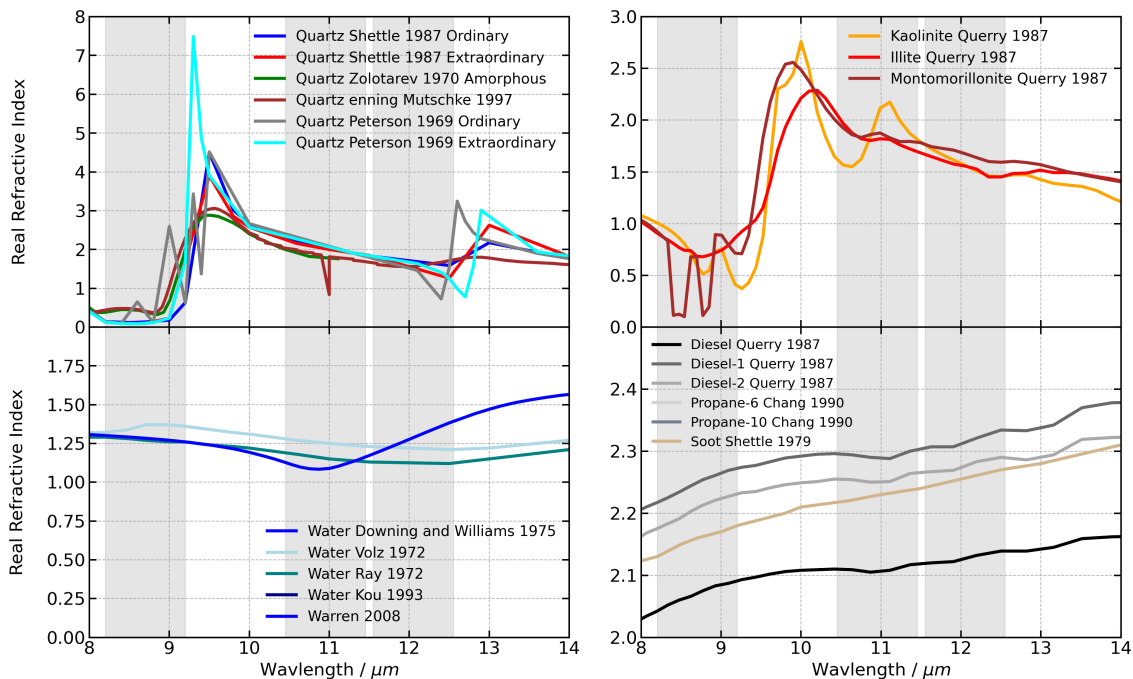 Real Refractive Index
8
7
6
5
4
3
2
1
0
Quartz Shettle 1987 Ordinary
Quartz Shettle 1987 Extraordinary
Quartz Zolotarev 1970 Amorphous
Quartz enning Mutschke 1997
Quartz Peterson 1969 Ordinary
Quartz Peterson 1969 Extraordinary
3.0
2.5
2.0
1.5
1.0
0.5
0.0
Kaolinite Querry 1987
Illite Querry 1987
Montomorillonite Querry 1987
Real Refractive Index
1.75
1.50
1.25
1.00
0.75
0.50
0.25
0.00
Water Downing and Williams 1975
Water Volz 1972
Water Ray 1972
Water Kou 1993
Warren 2008
8 9 10 11 12 13 14
Wavelength / μm
2.4
2.3
2.2
2.1
2.0
Diesel Querry 1987
Diesel-1 Querry 1987
Diesel-2 Querry 1987
Propane-6 Chang 1990
Propane-10 Chang 1990
Soot Shettle 1979
8 9 10 11 12 13 14
Wavelength / μm